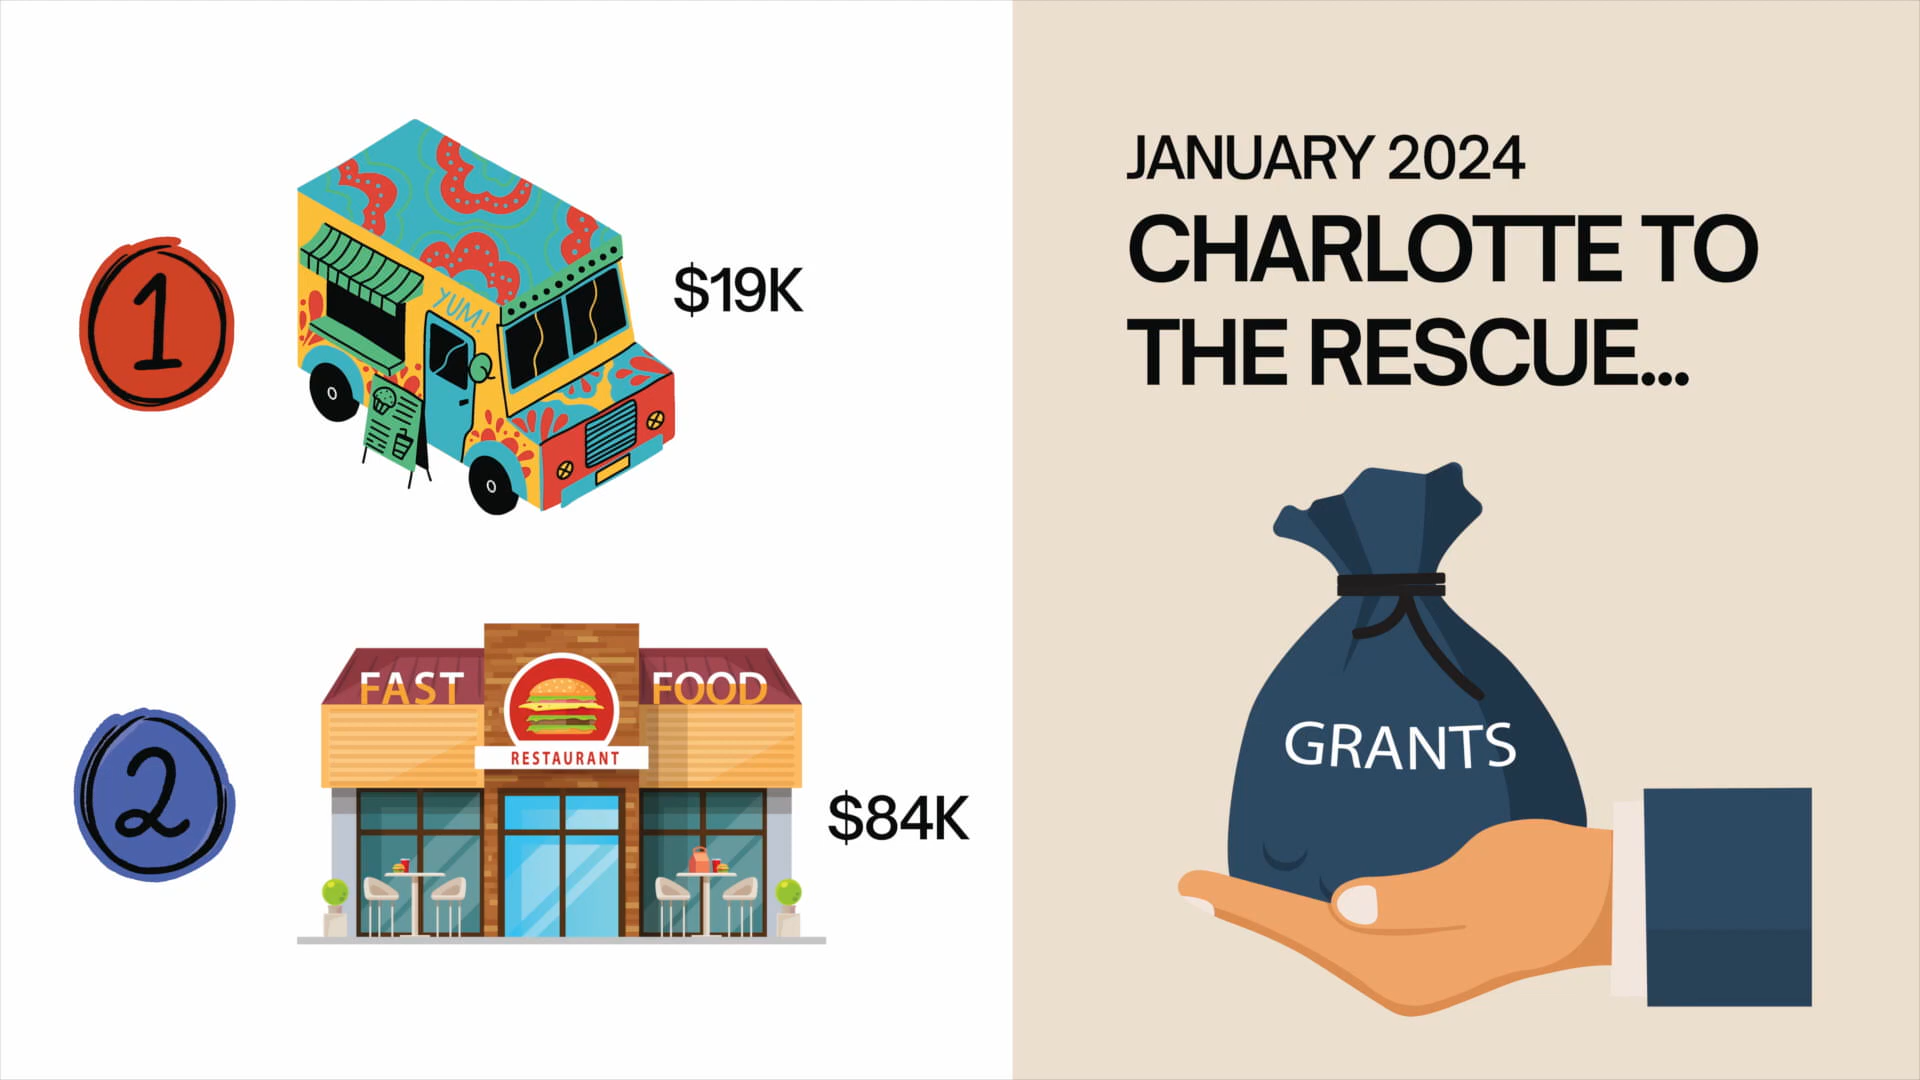 1
YUM!
$19K
2
FAST FOOD
RESTAURANT
$84K
JANUARY 2024
CHARLOTTE TO
THE RESCUE...
GRANTS